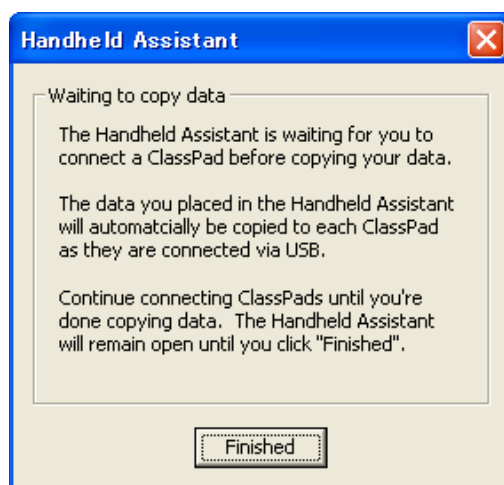 Handheld Assistant
Waiting to copy data
The Handheld Assistant is waiting for you to
connect a ClassPad before copying your data.
The data you placed in the Handheld Assistant
will automatcially be copied to each ClassPad
as they are connected via USB.
Continue connecting ClassPads until you're
done copying data.  The Handheld Assistant
will remain open until you click "Finished".
Finished